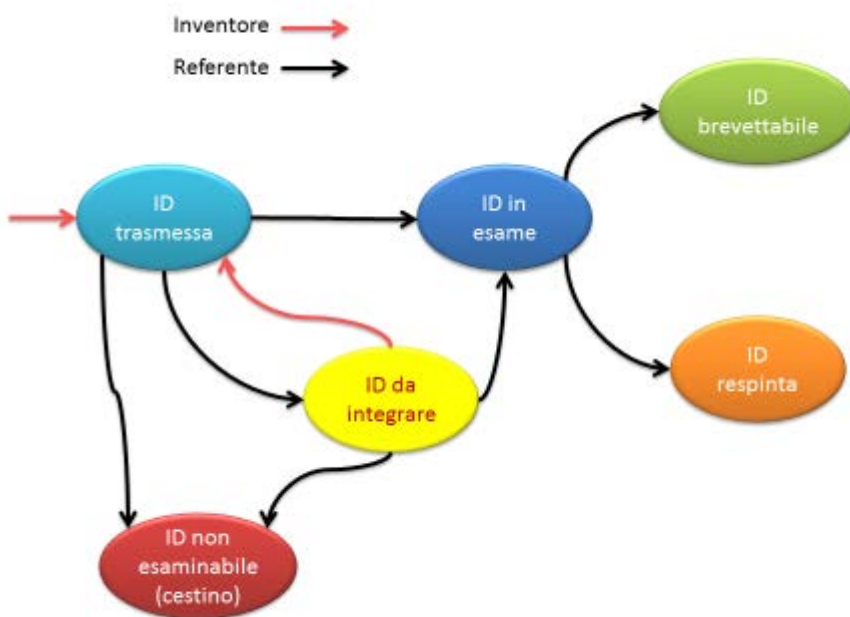 Inventore
Referente
ID
brevettabile
ID
trasmessa
ID in
esame
ID da
integrare
ID
respinta
ID non
esaminabile
(cestino)